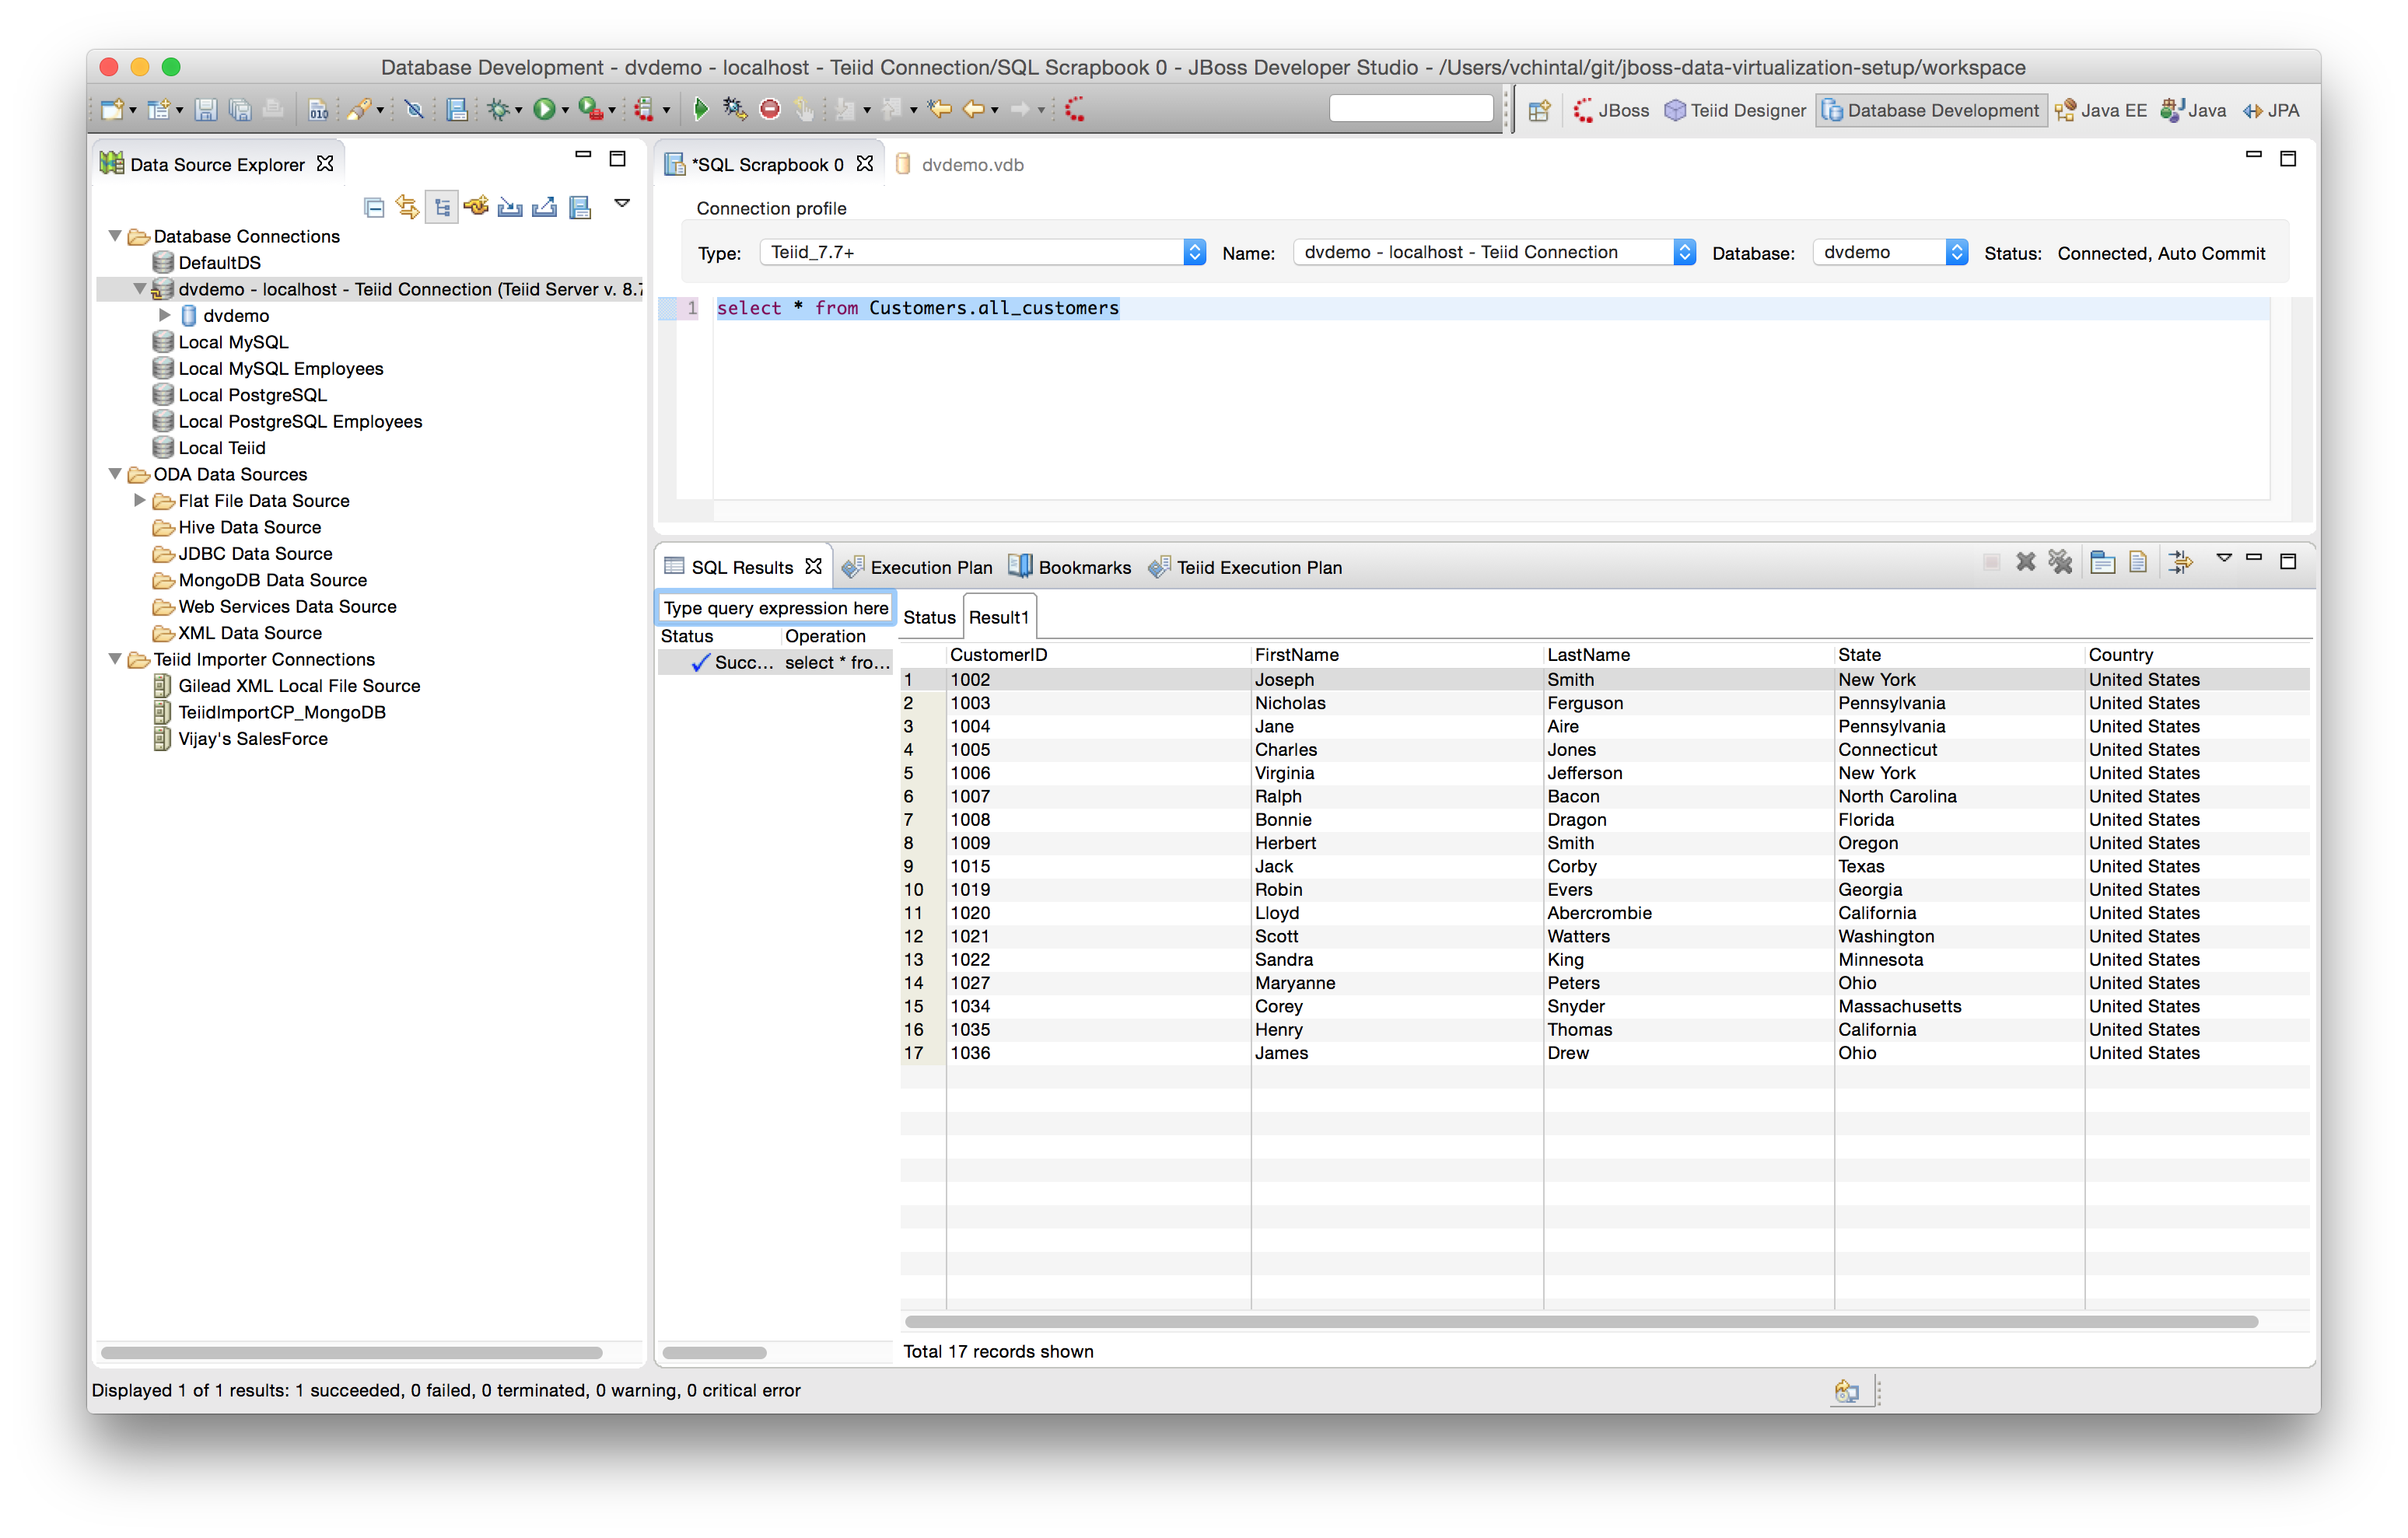 Database Development - dvdemo - localhost - Teiid Connection/SQL Scrapbook 0 - JBoss Developer Studio - /Users/vchintal/git/jboss-data-virtualization-setup/workspace
010
JBoss Teiid Designer Database Development Java EE Java JPA
Data Source Explorer
Database Connections
DefaultDS
dvdemo - localhost - Teiid Connection (Teiid Server v. 8.7
dvdemo
Local MySQL
Local MySQL Employees
Local PostgreSQL
Local PostgreSQL Employees
Local Teiid
ODA Data Sources
Flat File Data Source
Hive Data Source
JDBC Data Source
MongoDB Data Source
Web Services Data Source
XML Data Source
Teiid Importer Connections
Gilead XML Local File Source
TeiidImportCP_MongoDB
Vijay's SalesForce
*SQL Scrapbook 0 dvdemo.vdb
Connection profile
Type: Teiid_7.7+ Name: dvdemo - localhost - Teiid Connection Database: dvdemo Status: Connected, Auto Commit
1 select * from Customers.all_customers
SQL Results Execution Plan Bookmarks Teiid Execution Plan
Type query expression here
Status Operation
Succ... select * fro...
Status Result1
CustomerID FirstName LastName State Country
1 1002 Joseph Smith New York United States
2 1003 Nicholas Ferguson Pennsylvania United States
3 1004 Jane Aire Pennsylvania United States
4 1005 Charles Jones Connecticut United States
5 1006 Virginia Jefferson New York United States
6 1007 Ralph Bacon North Carolina United States
7 1008 Bonnie Dragon Florida United States
8 1009 Herbert Smith Oregon United States
9 1015 Jack Corby Texas United States
10 1019 Robin Evers Georgia United States
11 1020 Lloyd Abercrombie California United States
12 1021 Scott Watters Washington United States
13 1022 Sandra King Minnesota United States
14 1027 Maryanne Peters Ohio United States
15 1034 Corey Snyder Massachusetts United States
16 1035 Henry Thomas California United States
17 1036 James Drew Ohio United States
Total 17 records shown
Displayed 1 of 1 results: 1 succeeded, 0 failed, 0 terminated, 0 warning, 0 critical error